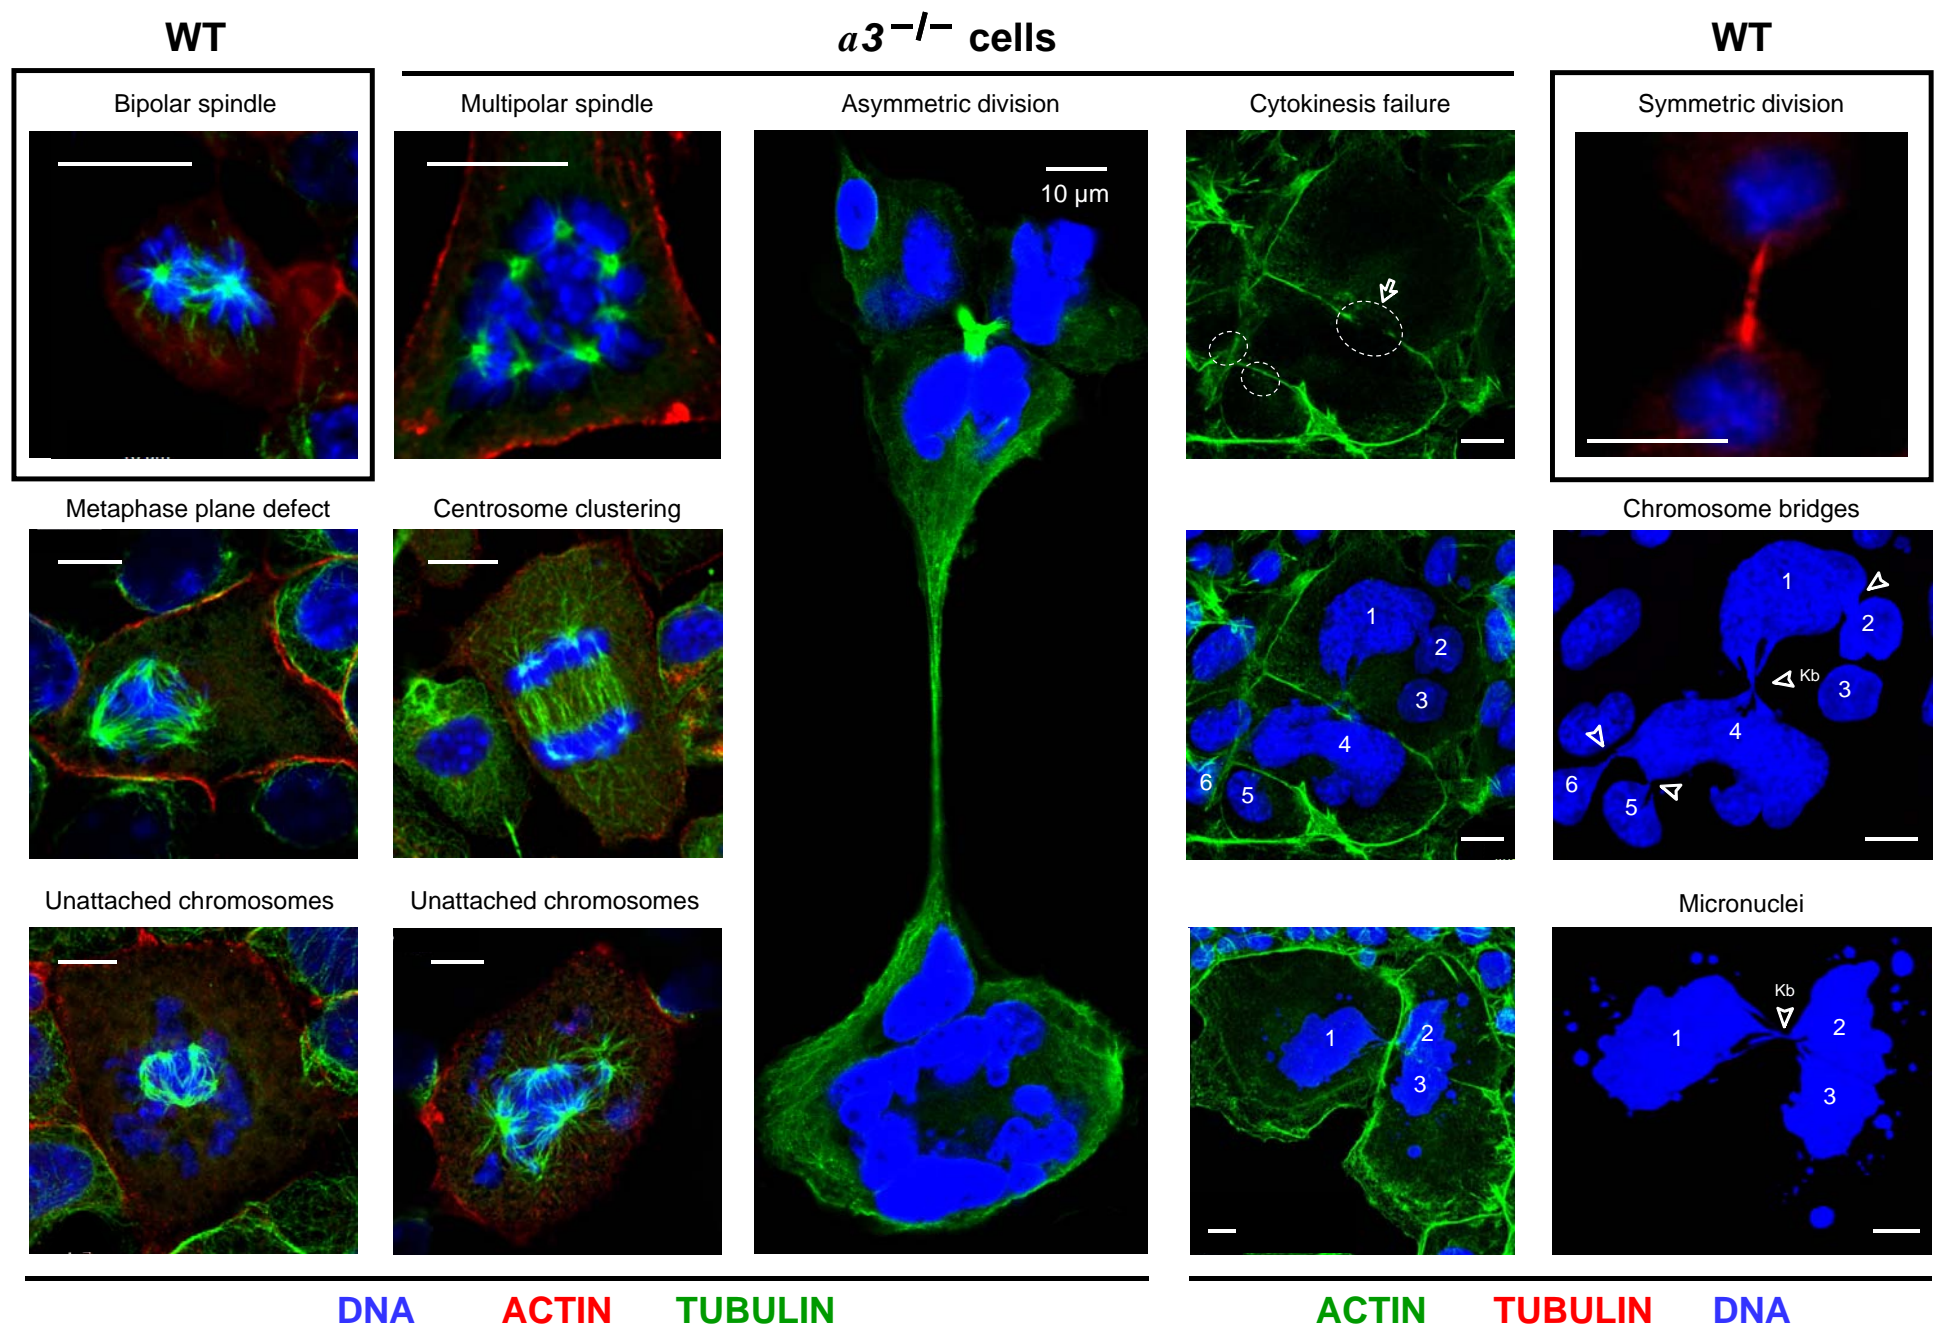 WT
a3−/− cells
WT
Bipolar spindle
Multipolar spindle
Asymmetric division
Cytokinesis failure
Symmetric division
10 µm
Metaphase plane defect
Centrosome clustering
Chromosome bridges
1
2
3
4
5
6
1
2
Kb
3
4
6
5
Unattached chromosomes
Unattached chromosomes
Micronuclei
1
2
3
Kb
1
2
3
DNA ACTIN TUBULIN
ACTIN TUBULIN DNA